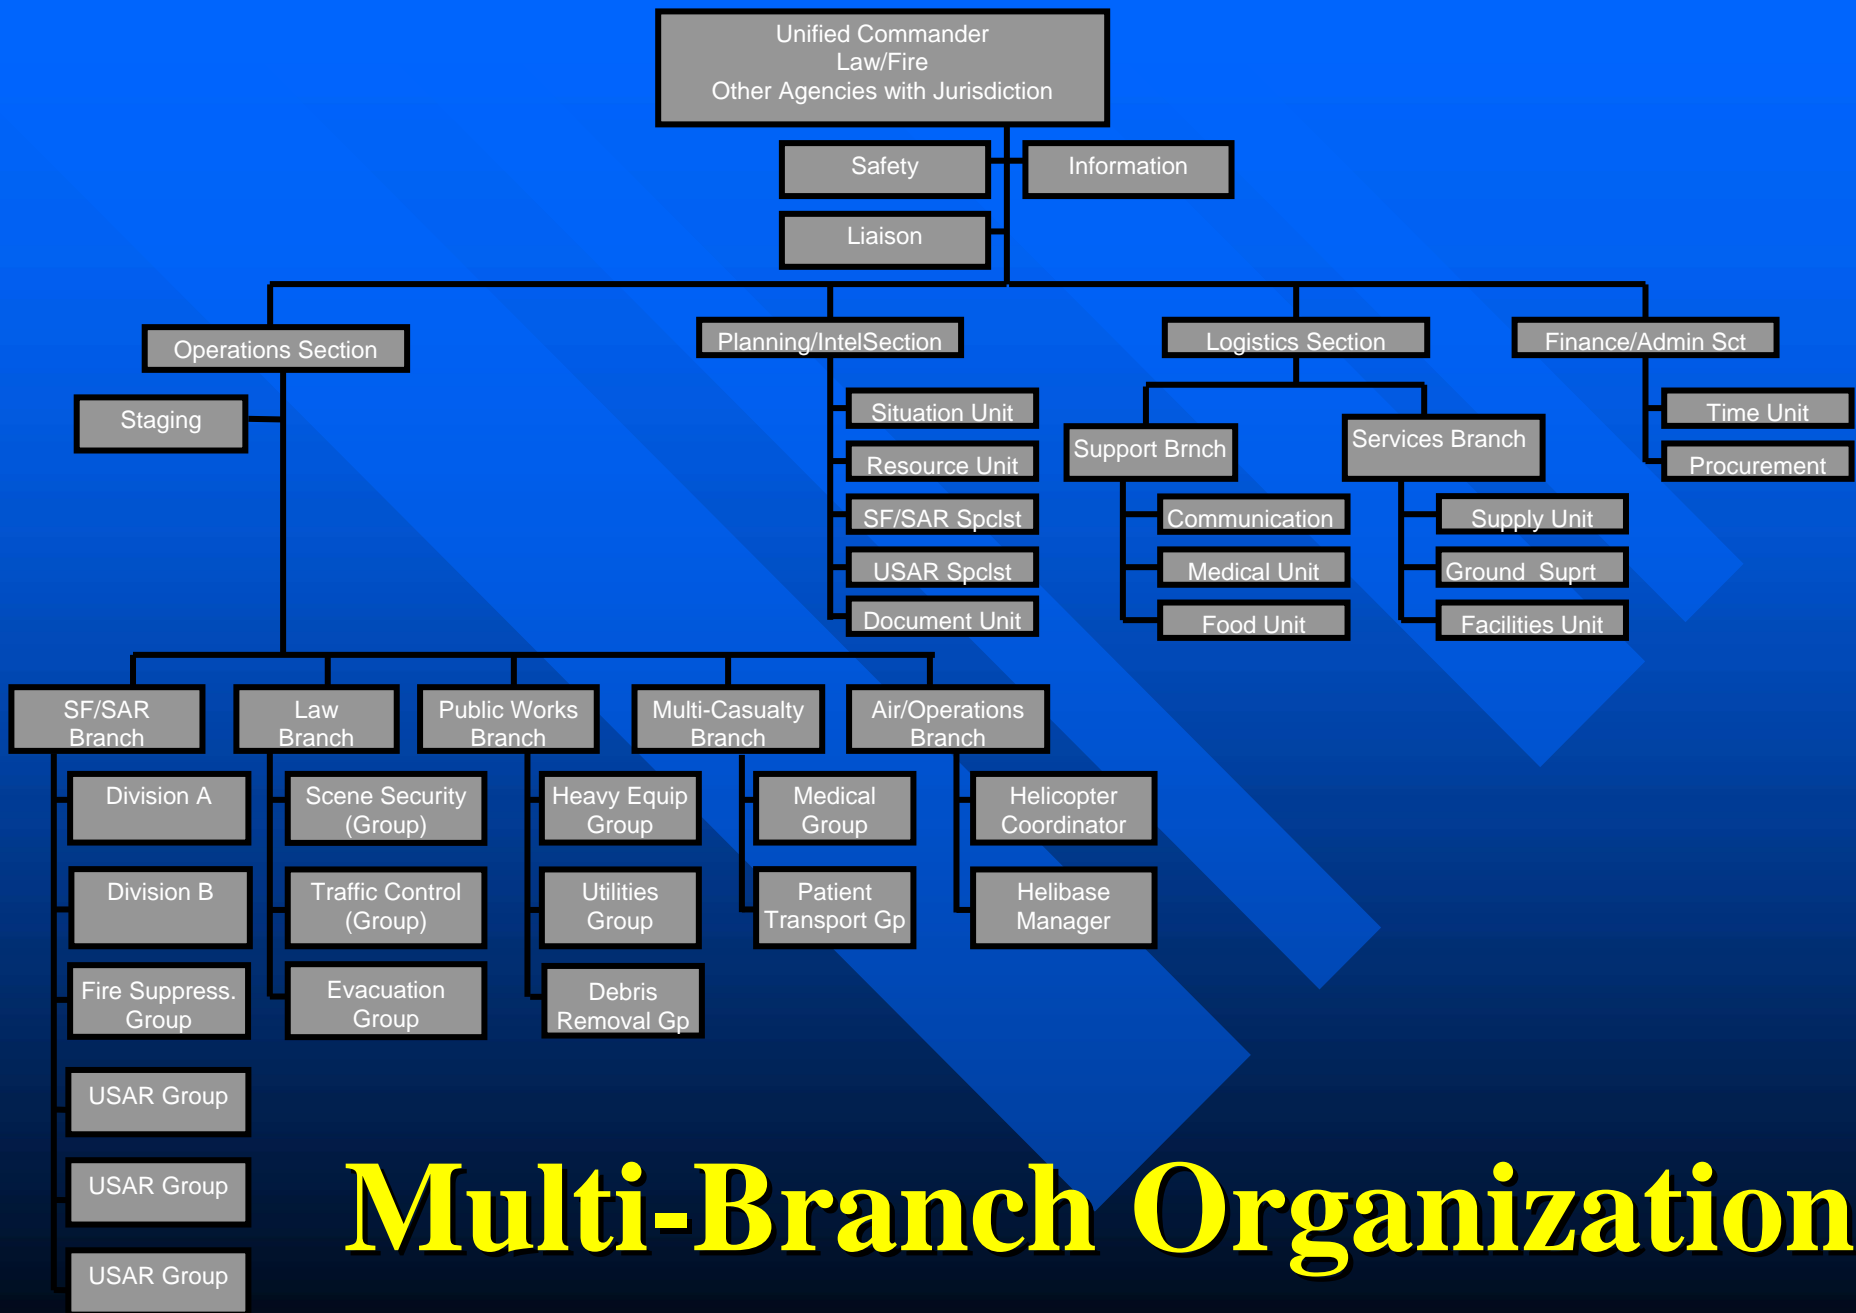 Unified Commander
Law/Fire
Other Agencies with Jurisdiction
Safety
Information
Liaison
Operations Section
Planning/IntelSection
Logistics Section
Finance/Admin Sct
Staging
Situation Unit
Resource Unit
SF/SAR Spclst
USAR Spclst
Document Unit
Support Brnch
Services Branch
Communication
Medical Unit
Food Unit
Supply Unit
Ground  Suprt
Facilities Unit
Time Unit
Procurement
SF/SAR
Branch
Law
Branch
Public Works
Branch
Multi-Casualty
Branch
Air/Operations
Branch
Division A
Division B
Fire Suppress.
Group
USAR Group
USAR Group
USAR Group
Scene Security
(Group)
Traffic Control
(Group)
Evacuation
Group
Heavy Equip
Group
Utilities
Group
Debris
Removal Gp
Medical
Group
Patient
Transport Gp
Helicopter
Coordinator
Helibase
Manager
Multi-Branch Organization